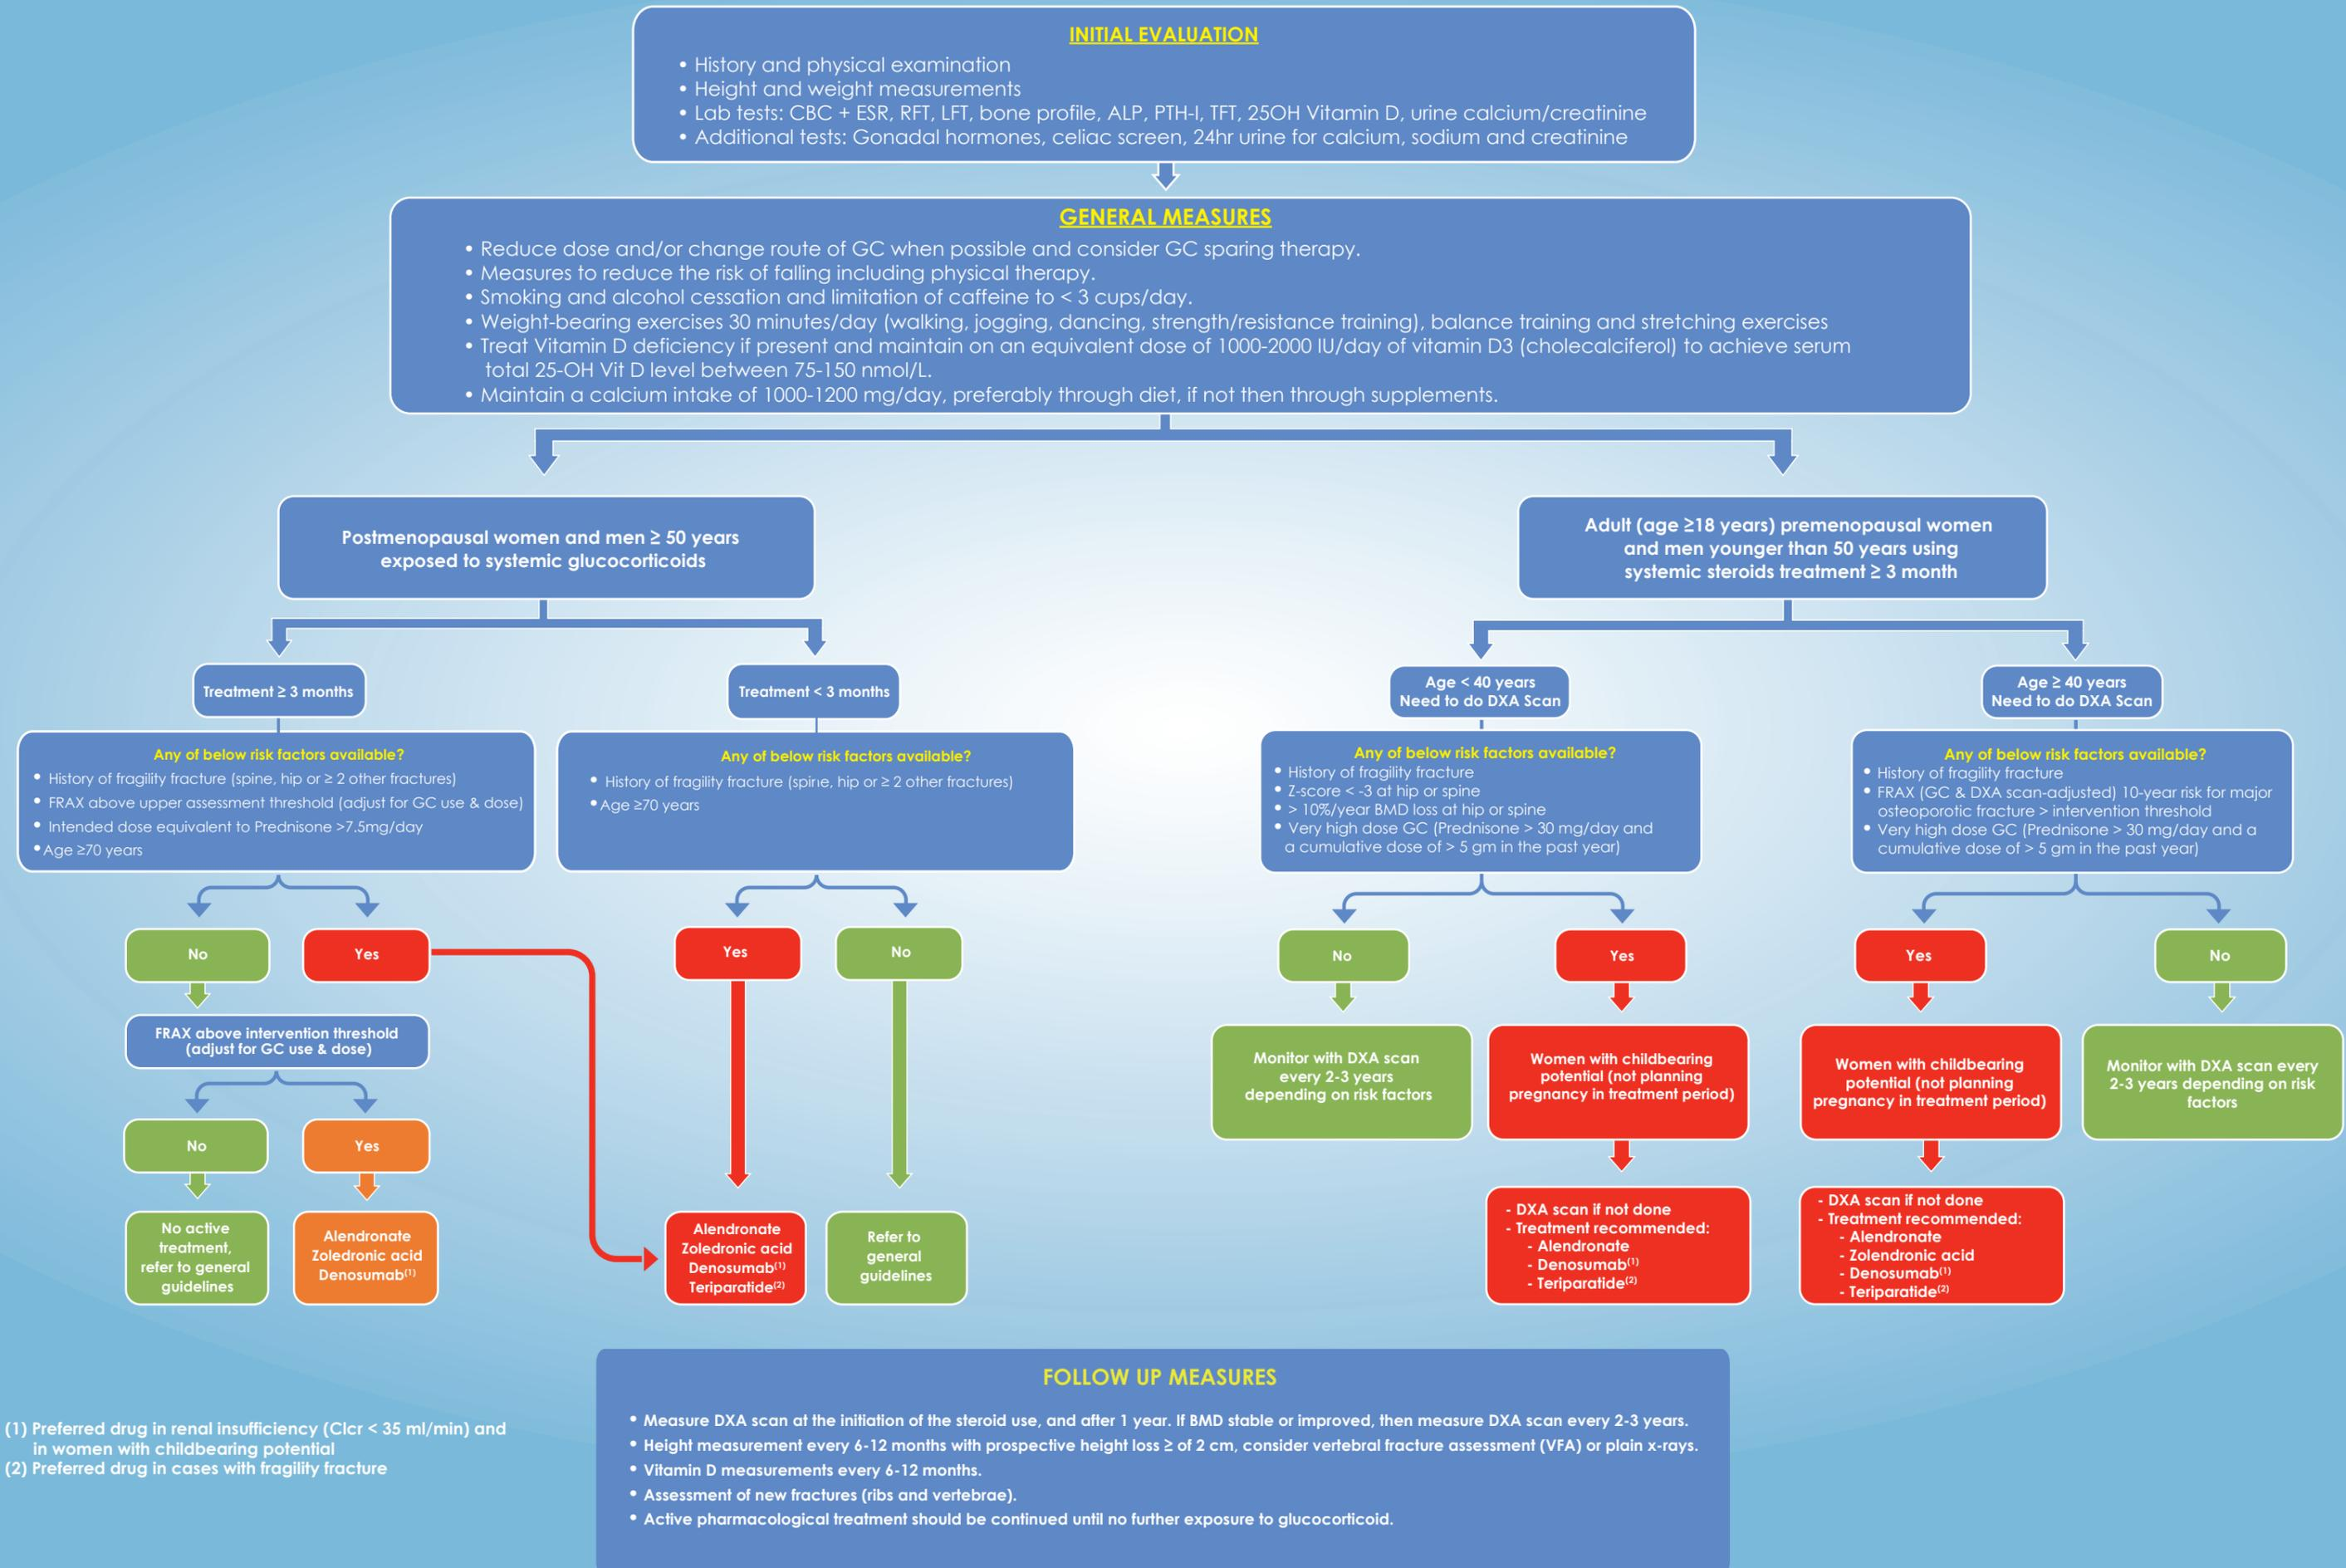 INITIAL EVALUATION
• History and physical examination
• Height and weight measurements
• Lab tests: CBC + ESR, RFT, LFT, bone profile, ALP, PTH-I, TFT, 25OH Vitamin D, urine calcium/creatinine
• Additional tests: Gonadal hormones, celiac screen, 24hr urine for calcium, sodium and creatinine
GENERAL MEASURES
• Reduce dose and/or change route of GC when possible and consider GC sparing therapy.
• Measures to reduce the risk of falling including physical therapy.
• Smoking and alcohol cessation and limitation of caffeine to < 3 cups/day.
• Weight-bearing exercises 30 minutes/day (walking, jogging, dancing, strength/resistance training), balance training and stretching exercises
• Treat Vitamin D deficiency if present and maintain on an equivalent dose of 1000-2000 IU/day of vitamin D3 (cholecalciferol) to achieve serum
total 25-OH Vit D level between 75-150 nmol/L.
• Maintain a calcium intake of 1000-1200 mg/day, preferably through diet, if not then through supplements.
Postmenopausal women and men ≥ 50 years
exposed to systemic glucocorticoids
Treatment ≥ 3 months
Any of below risk factors available?
• History of fragility fracture (spine, hip or ≥ 2 other fractures)
• FRAX above upper assessment threshold (adjust for GC use & dose)
• Intended dose equivalent to Prednisone >7.5mg/day
• Age ≥70 years
No
Yes
FRAX above intervention threshold
(adjust for GC use & dose)
No
Yes
No active
treatment,
refer to general
guidelines
Alendronate
Zoledronic acid
Denosumab(1)
Treatment < 3 months
Any of below risk factors available?
• History of fragility fracture (spine, hip or ≥ 2 other fractures)
• Age ≥70 years
Yes
No
Alendronate
Zoledronic acid
Denosumab(1)
Teriparatide(2)
Refer to
general
guidelines
Adult (age ≥18 years) premenopausal women
and men younger than 50 years using
systemic steroids treatment ≥ 3 month
Age < 40 years
Need to do DXA Scan
Any of below risk factors available?
• History of fragility fracture
• Z-score < -3 at hip or spine
• > 10%/year BMD loss at hip or spine
• Very high dose GC (Prednisone > 30 mg/day and
a cumulative dose of > 5 gm in the past year)
No
Yes
Monitor with DXA scan
every 2-3 years
depending on risk factors
Women with childbearing
potential (not planning
pregnancy in treatment period)
- DXA scan if not done
- Treatment recommended:
- Alendronate
- Denosumab(1)
- Teriparatide(2)
Age ≥ 40 years
Need to do DXA Scan
Any of below risk factors available?
• History of fragility fracture
• FRAX (GC & DXA scan-adjusted) 10-year risk for major
osteoporotic fracture > intervention threshold
• Very high dose GC (Prednisone > 30 mg/day and a
cumulative dose of > 5 gm in the past year)
Yes
No
Women with childbearing
potential (not planning
pregnancy in treatment period)
Monitor with DXA scan every
2-3 years depending on risk
factors
- DXA scan if not done
- Treatment recommended:
- Alendronate
- Zolendronic acid
- Denosumab(1)
- Teriparatide(2)
(1) Preferred drug in renal insufficiency (Clcr < 35 ml/min) and
in women with childbearing potential
(2) Preferred drug in cases with fragility fracture
FOLLOW UP MEASURES
• Measure DXA scan at the initiation of the steroid use, and after 1 year. If BMD stable or improved, then measure DXA scan every 2-3 years.
• Height measurement every 6-12 months with prospective height loss ≥ of 2 cm, consider vertebral fracture assessment (VFA) or plain x-rays.
• Vitamin D measurements every 6-12 months.
• Assessment of new fractures (ribs and vertebrae).
• Active pharmacological treatment should be continued until no further exposure to glucocorticoid.